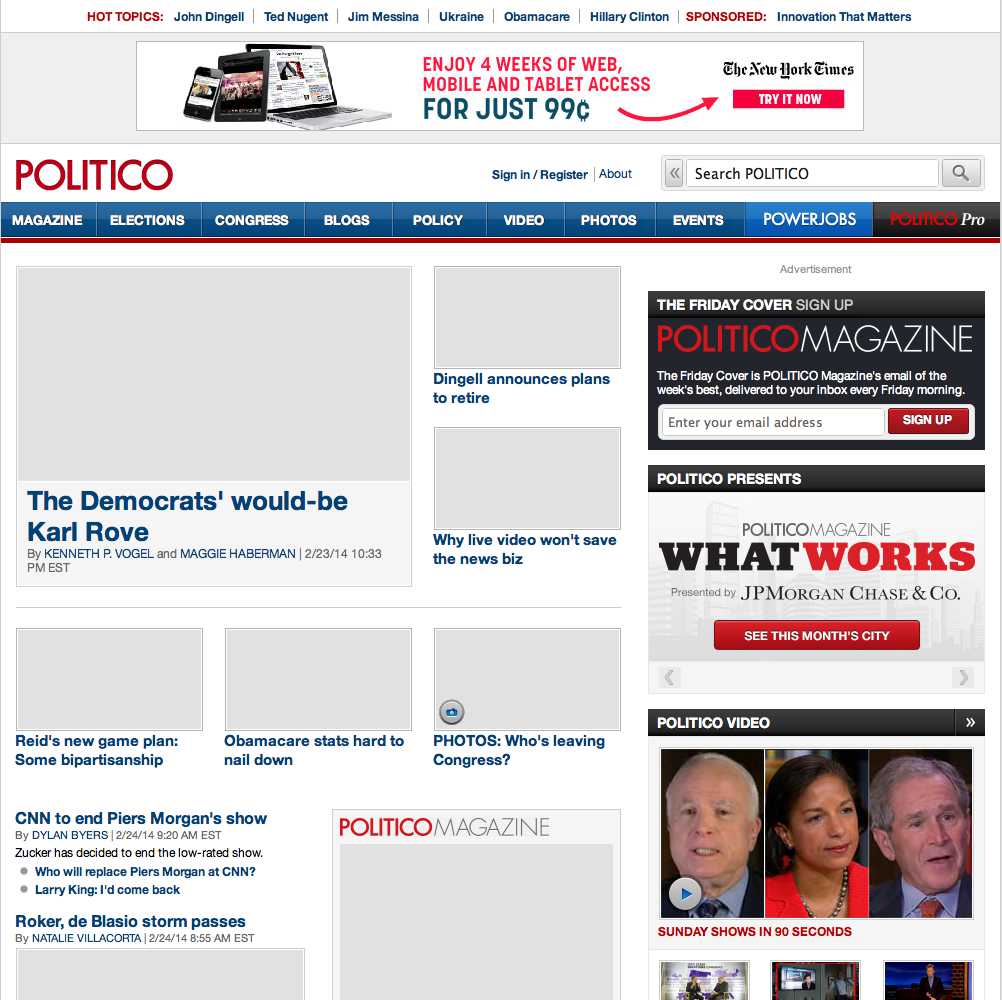 HOT TOPICS: John Dingell Ted Nugent Jim Messina Ukraine Obamacare Hillary Clinton SPONSORED: Innovation That Matters
ENJOY 4 WEEKS OF WEB,
MOBILE AND TABLET ACCESS
FOR JUST 99¢
The New York Times
TRY IT NOW
POLITICO
Sign in / Register About
« Search POLITICO
MAGAZINE ELECTIONS CONGRESS BLOGS POLICY VIDEO PHOTOS EVENTS POWERJOBS POLITICO Pro
The Democrats' would-be
Karl Rove
By KENNETH P. VOGEL and MAGGIE HABERMAN | 2/23/14 10:33
PM EST
Dingell announces plans
to retire
Why live video won't save
the news biz
Reid's new game plan:
Some bipartisanship
Obamacare stats hard to
nail down
PHOTOS: Who's leaving
Congress?
CNN to end Piers Morgan's show
By DYLAN BYERS | 2/24/14 9:20 AM EST
Zucker has decided to end the low-rated show.
Who will replace Piers Morgan at CNN?
Larry King: I'd come back
Roker, de Blasio storm passes
By NATALIE VILLACORTA | 2/24/14 8:55 AM EST
POLITICOMAGAZINE
Advertisement
THE FRIDAY COVER SIGN UP
POLITICOMAGAZINE
The Friday Cover is POLITICO Magazine's email of the
week's best, delivered to your inbox every Friday morning.
Enter your email address SIGN UP
POLITICO PRESENTS
POLITICOMAGAZINE
WHATWORKS
Presented by JPMORGAN CHASE & CO.
SEE THIS MONTH'S CITY
POLITICO VIDEO »
SUNDAY SHOWS IN 90 SECONDS